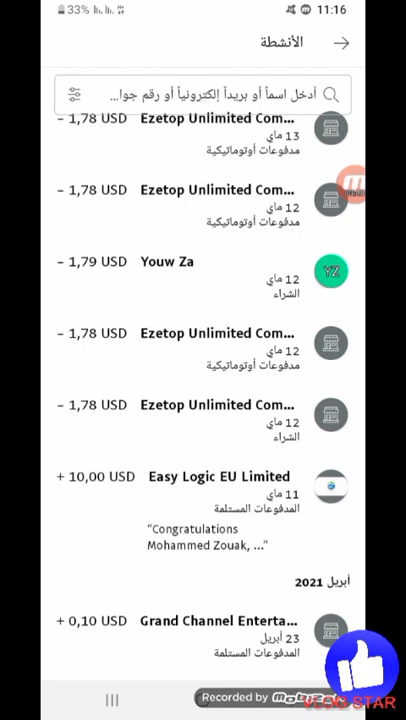 33%
11:16
الأنشطة
أدخل اسماً أو بريداً إلكترونياً أو رقم جوا...
Ezetop Unlimited Com... – 1,78 USD
13 ماي
مدفوعات أوتوماتيكية
Ezetop Unlimited Com... – 1,78 USD
12 ماي
مدفوعات أوتوماتيكية
YZ
Youw Za – 1,79 USD
12 ماي
الشراء
Ezetop Unlimited Com... – 1,78 USD
12 ماي
مدفوعات أوتوماتيكية
Ezetop Unlimited Com... – 1,78 USD
12 ماي
الشراء
Easy Logic EU Limited + 10,00 USD
11 ماي
المدفوعات المستلمة
“Congratulations
Mohammed Zouak, ...”
أبريل 2021
Grand Channel Enterta... + 0,10 USD
23 أبريل
المدفوعات المستلمة
Recorded by
VLOG STAR